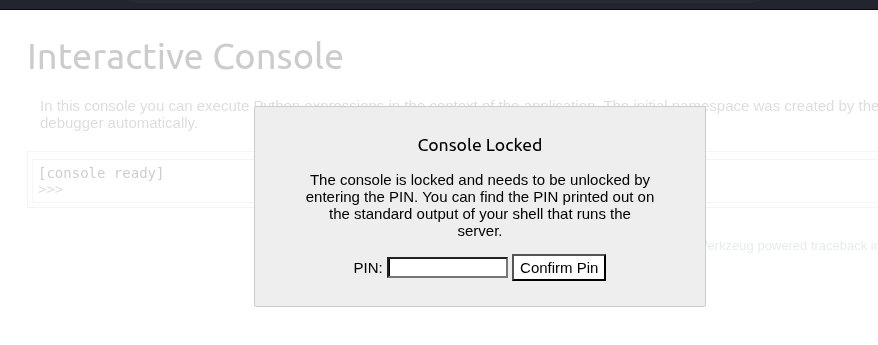 Interactive Console
In this console you can execute Python expressions in the context of the application. The initial namespace was created by the
debugger automatically.
[console ready]
>>>
Console Locked
The console is locked and needs to be unlocked by
entering the PIN. You can find the PIN printed out on
the standard output of your shell that runs the
server.
PIN:
Confirm Pin
powered traceback